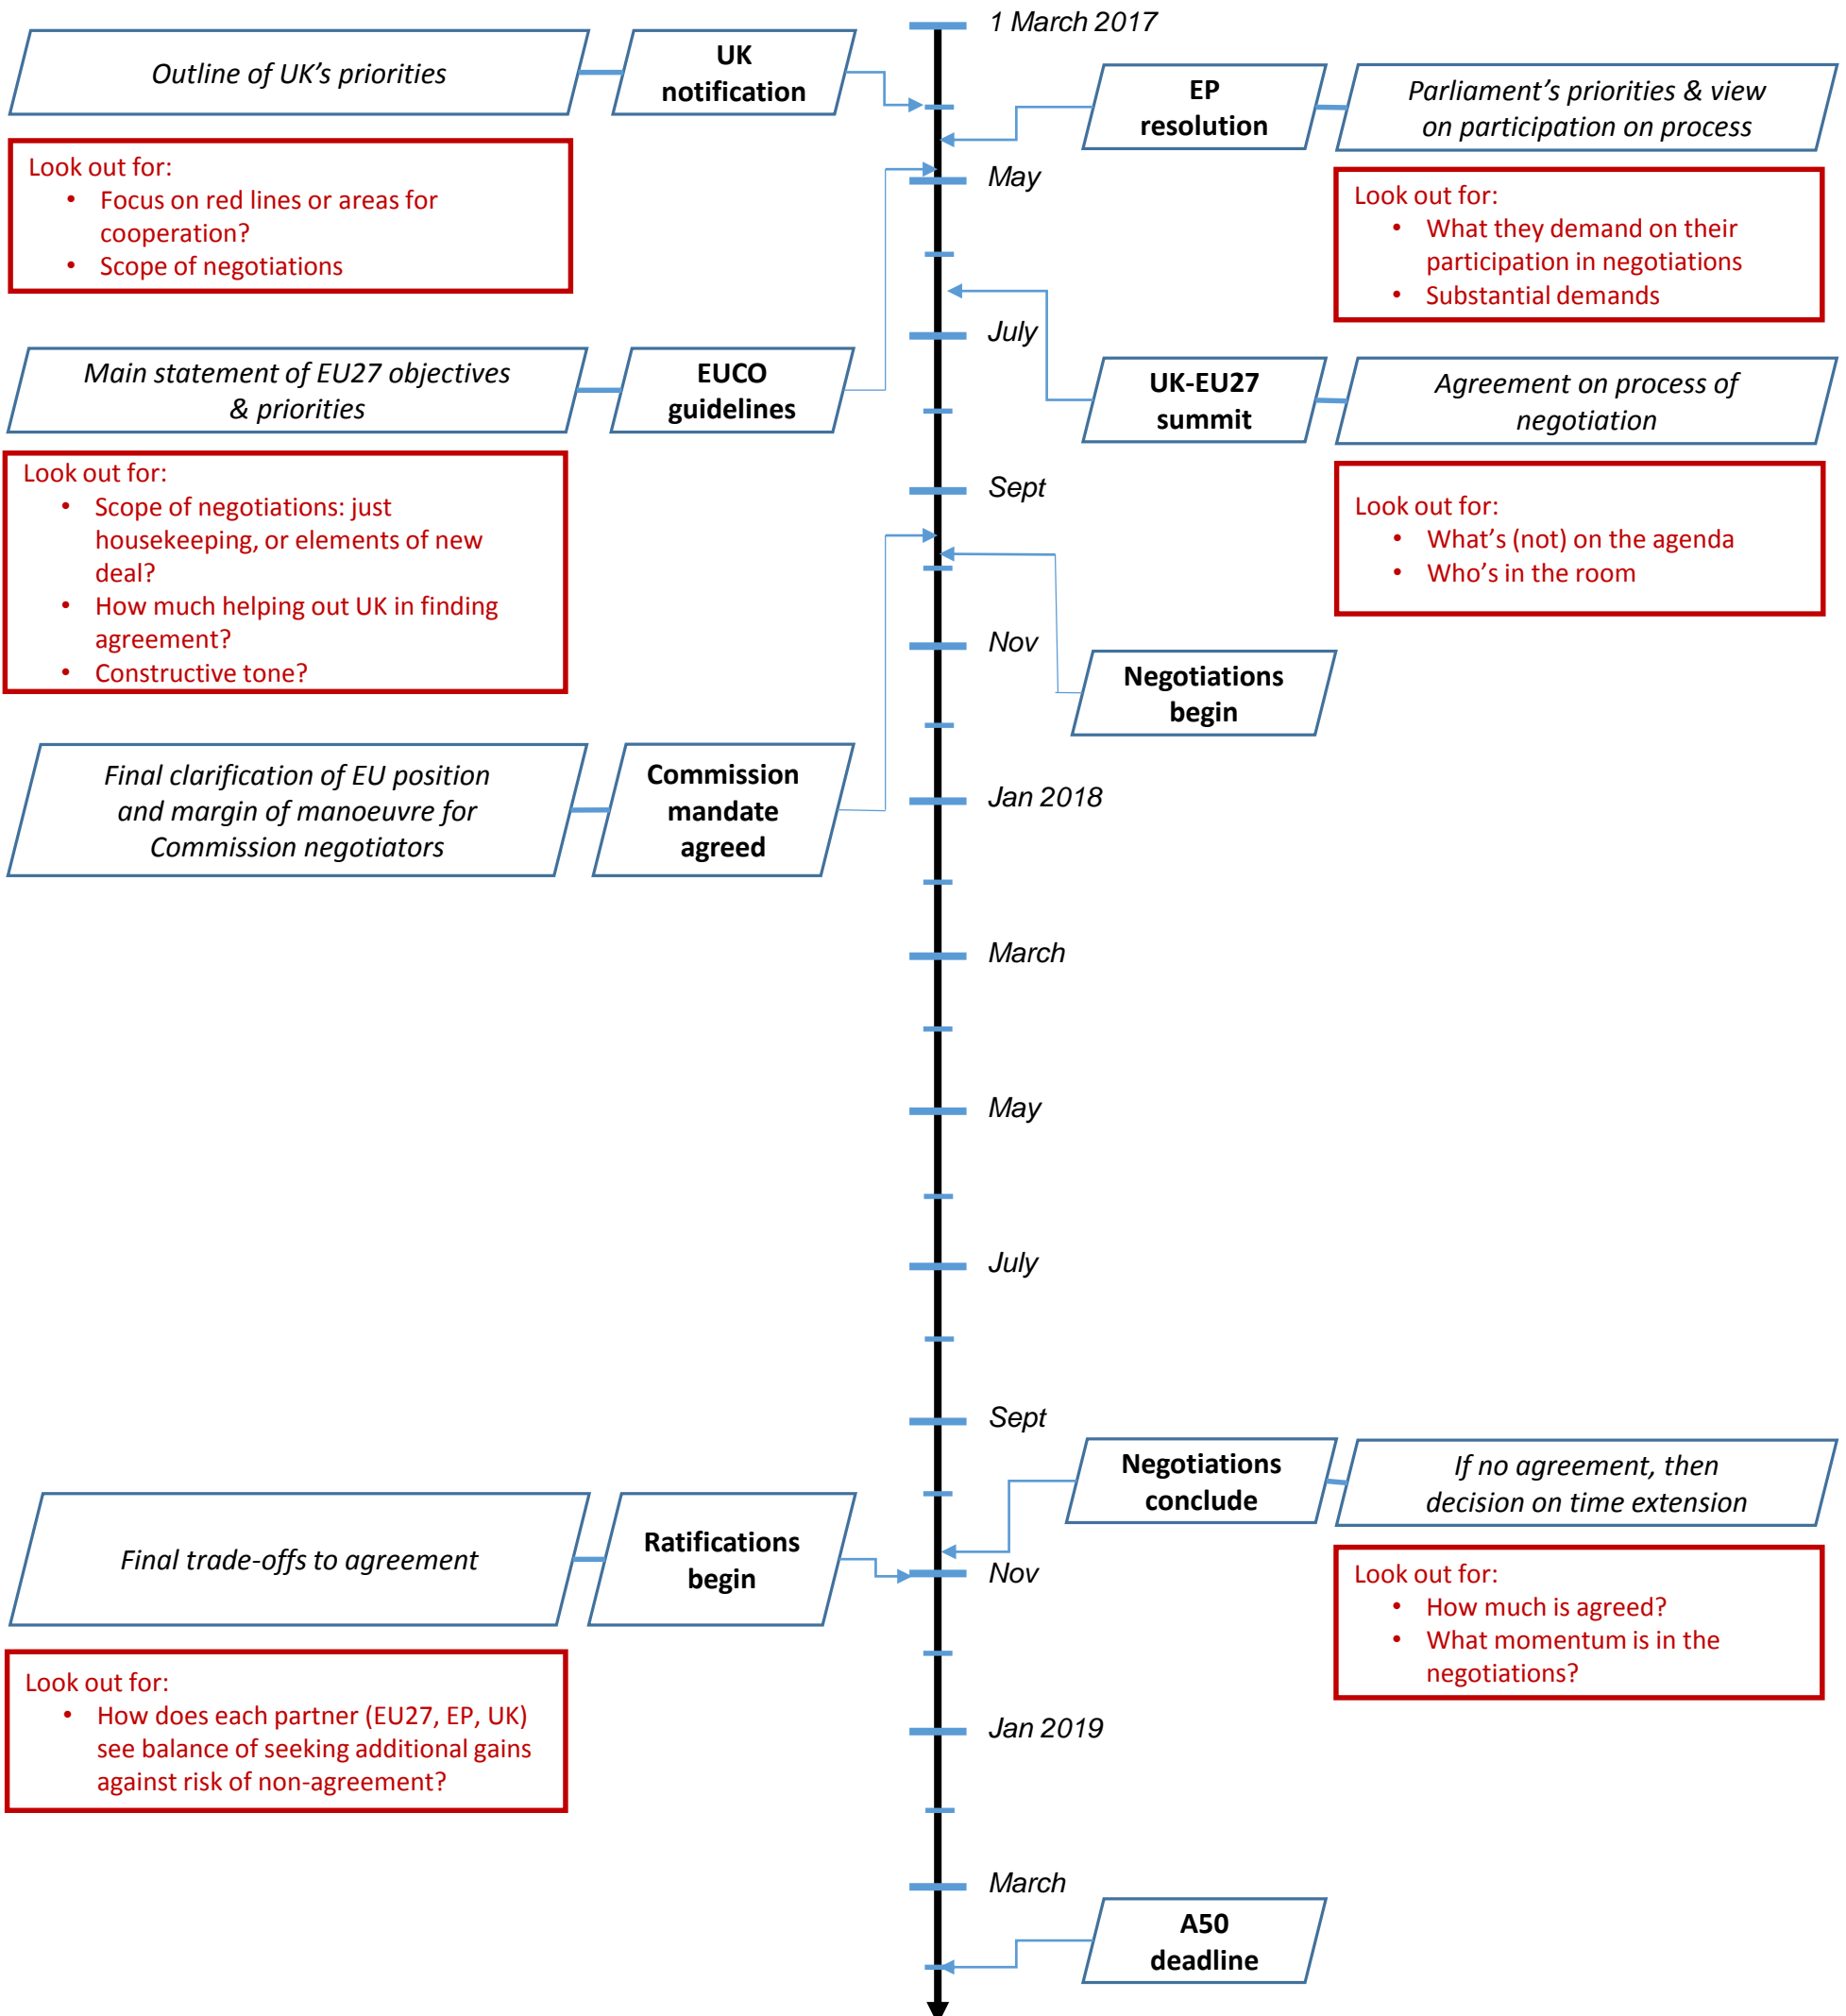 1 March 2017
Outline of UK's priorities
UK
notification
EP
resolution
Parliament's priorities & view
on participation on process
Look out for:
• Focus on red lines or areas for
cooperation?
• Scope of negotiations
May
Look out for:
• What they demand on their
participation in negotiations
• Substantial demands
July
Main statement of EU27 objectives
& priorities
EUCO
guidelines
UK-EU27
summit
Agreement on process of
negotiation
Look out for:
• Scope of negotiations: just
housekeeping, or elements of new
deal?
• How much helping out UK in finding
agreement?
• Constructive tone?
Sept
Look out for:
• What's (not) on the agenda
• Who's in the room
Nov
Negotiations
begin
Final clarification of EU position
and margin of manoeuvre for
Commission negotiators
Commission
mandate
agreed
Jan 2018
March
May
July
Sept
Negotiations
conclude
If no agreement, then
decision on time extension
Final trade-offs to agreement
Ratifications
begin
Nov
Look out for:
• How much is agreed?
• What momentum is in the
negotiations?
Look out for:
• How does each partner (EU27, EP, UK)
see balance of seeking additional gains
against risk of non-agreement?
Jan 2019
March
A50
deadline